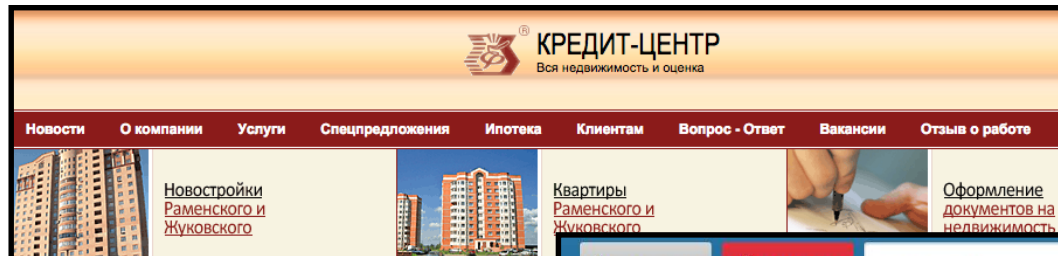 ®
КРЕДИТ-ЦЕНТР
Вся недвижимость и оценка
Новости О компании Услуги Спецпредложения Ипотека Клиентам Вопрос - Ответ Вакансии Отзыв о работе
Новостройки
Раменского и
Жуковского
Квартиры
Раменского и
Жуковского
Оформление
документов на
недвижимость